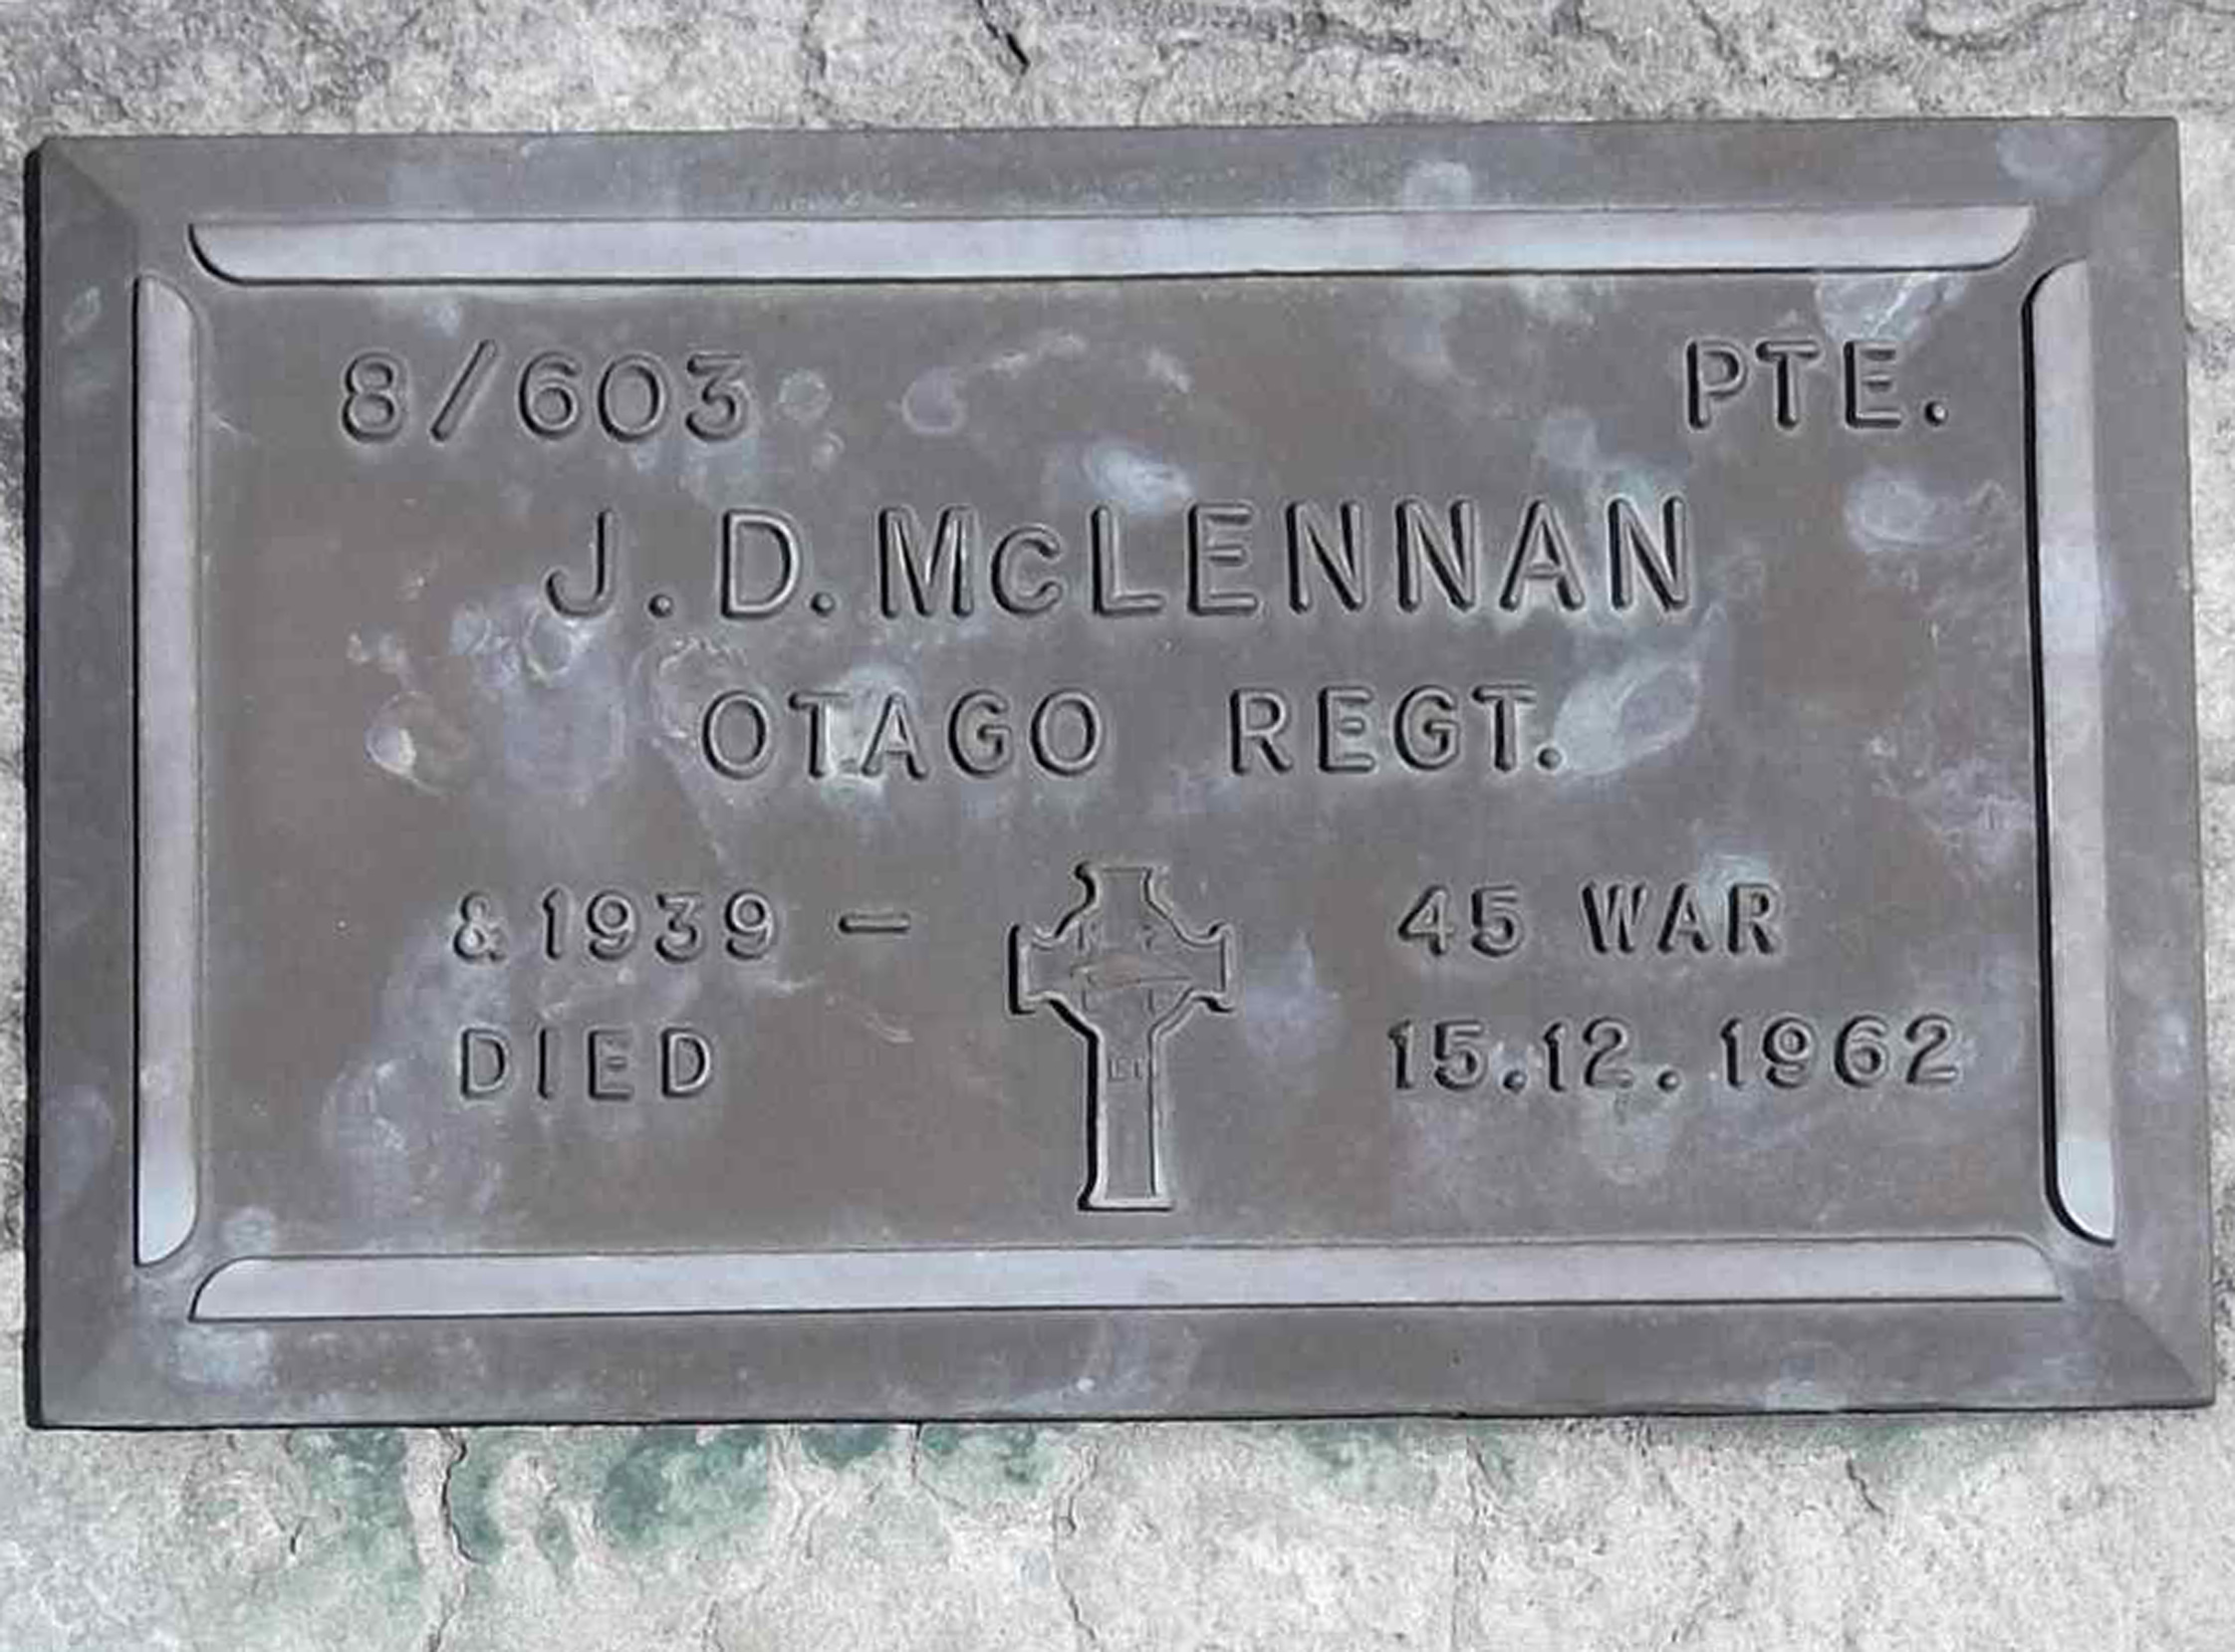 8/603 PTE.
J. D. McLENNAN
OTAGO REGT.
& 1939 - 45 WAR
DIED 15.12.1962